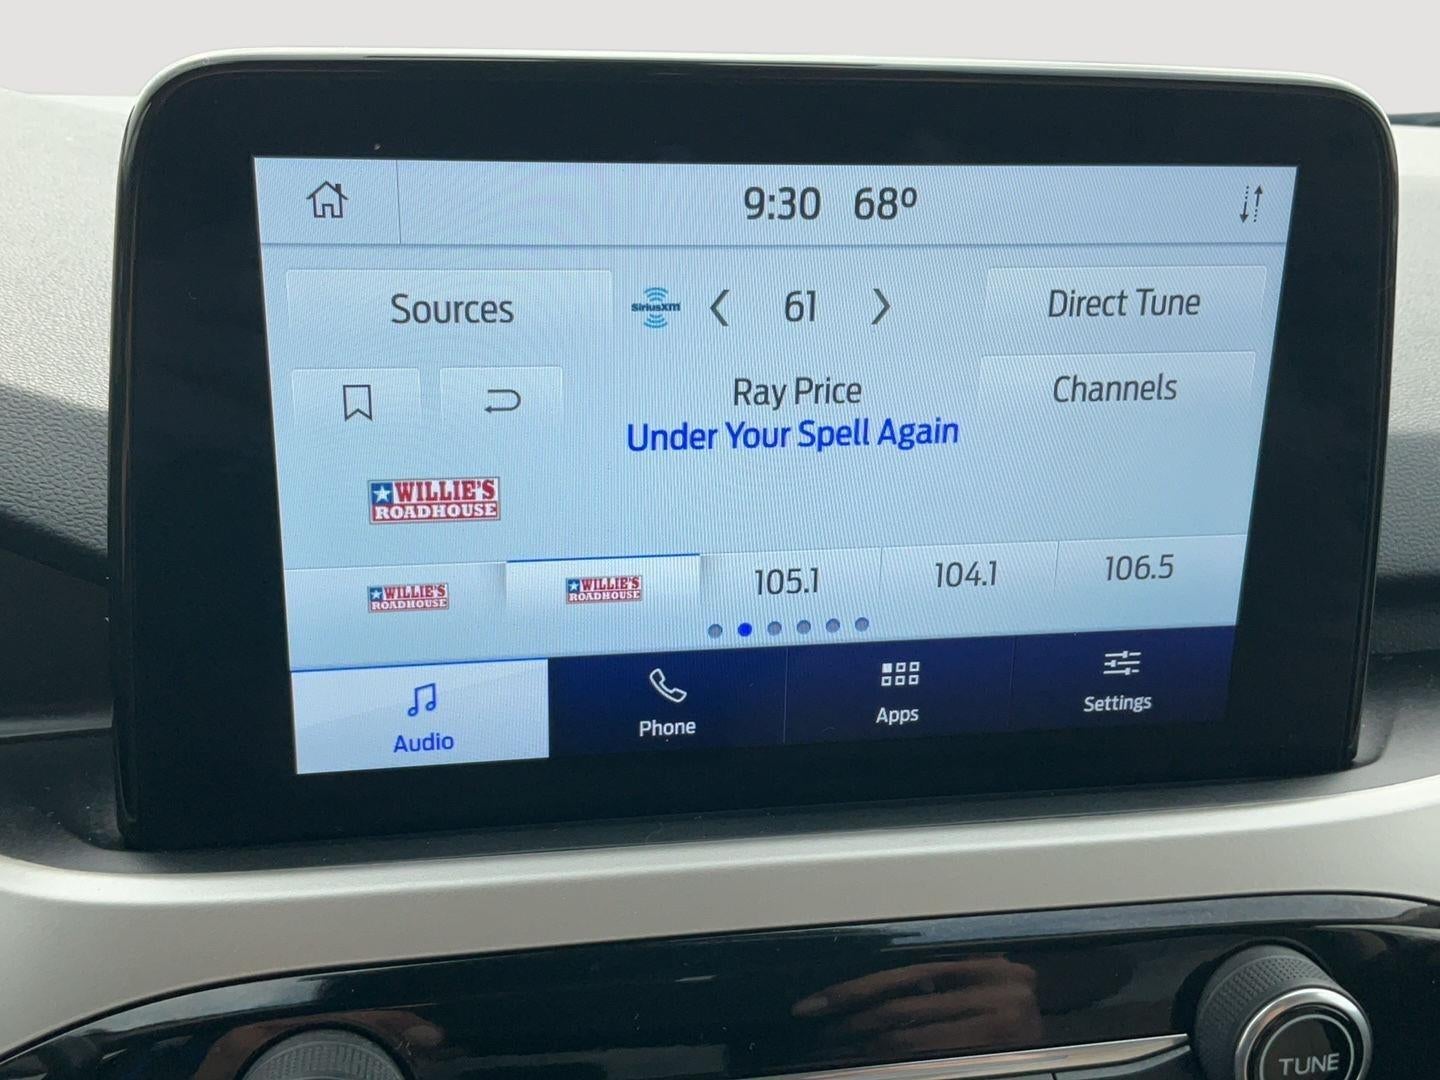 9:30 68º
Sources
SiriusXM
61
Direct Tune
Ray Price
Channels
Under Your Spell Again
WILLIE'S
ROADHOUSE
WILLIE'S
ROADHOUSE
WILLIE'S
ROADHOUSE
105.1
104.1
106.5
Audio
Phone
Apps
Settings
TUNE